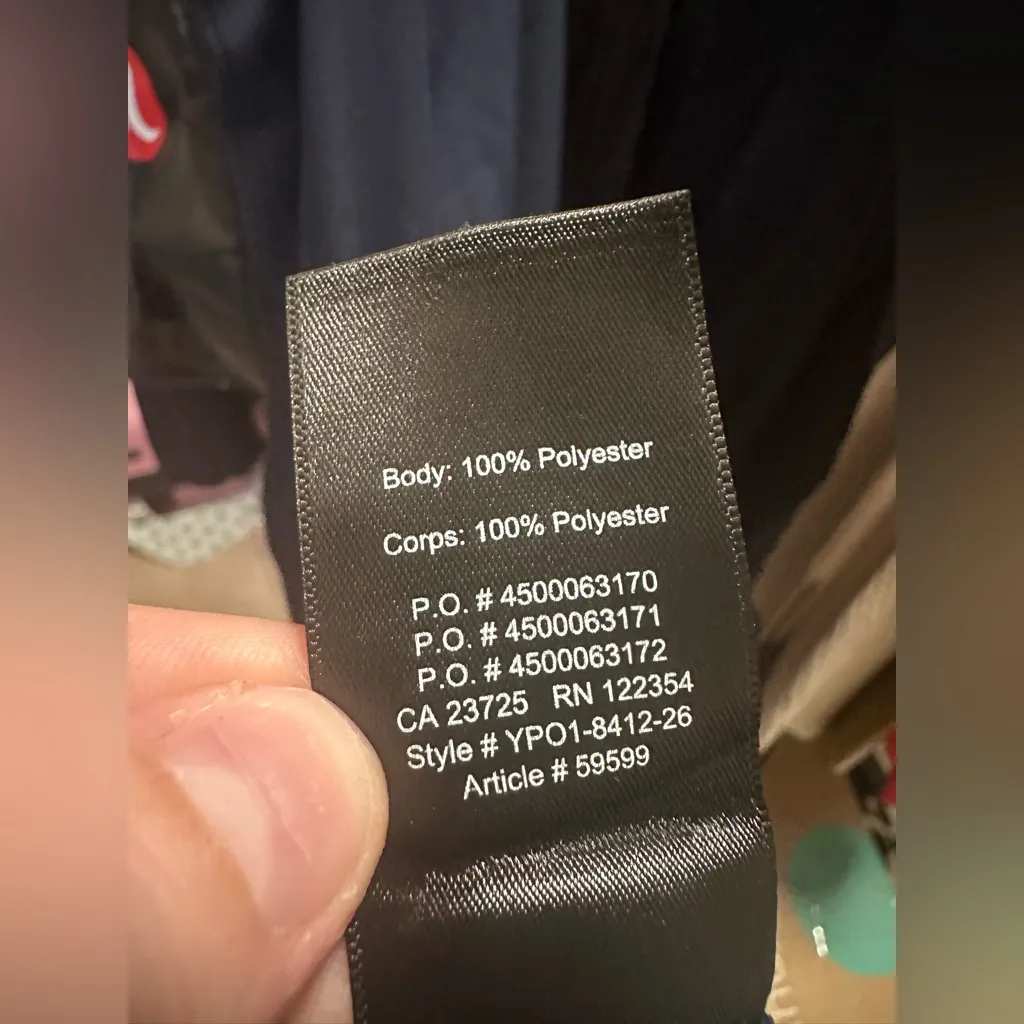 Body: 100% Polyester
Corps: 100% Polyester
P.O. # 4500063170
P.O. # 4500063171
P.O. # 4500063172
CA 23725 RN 122354
Style # YPO1-8412-26
Article # 59599